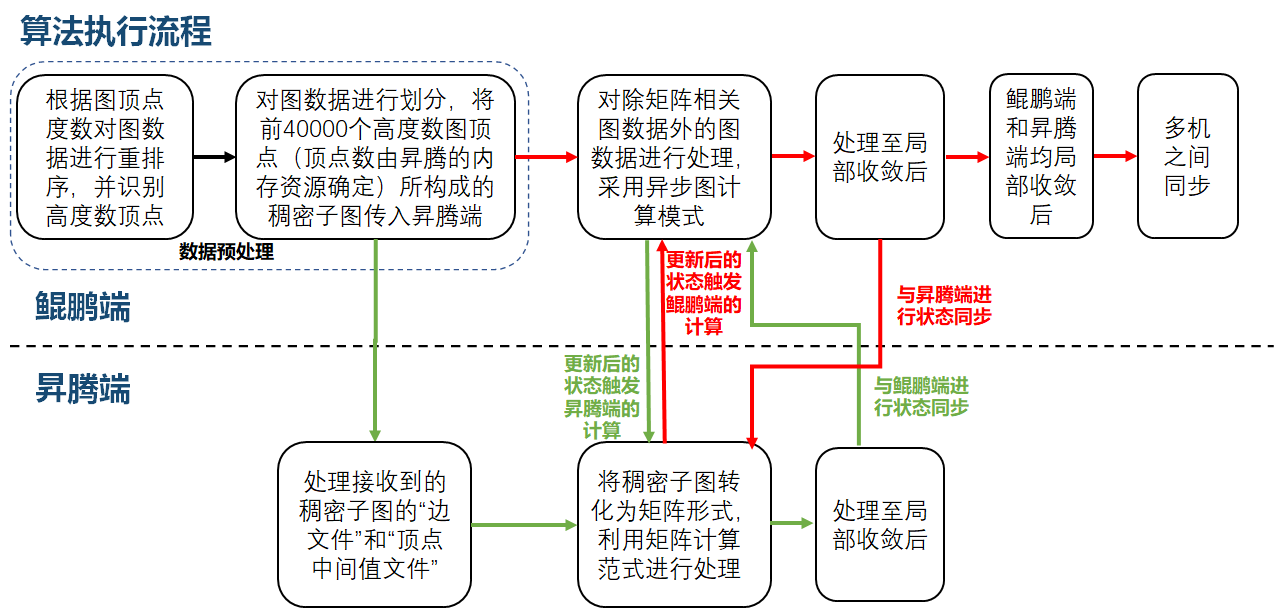 算法执行流程
根据图顶点
度数对图数
据进行重排
序，并识别
高度数顶点
对图数据进行划分，将
前40000个高度数图顶
点（顶点数由昇腾的内
存资源确定）所构成的
稠密子图传入昇腾端
数据预处理
对除矩阵相关
图数据外的图
数据进行处理，
采用异步图计
算模式
处理至局
部收敛后
鲲鹏端
和昇腾
端均局
部收敛
后
多机
之间
同步
鲲鹏端
更新后的
状态触发
鲲鹏端的
计算
与昇腾端进
行状态同步
昇腾端
更新后的
状态触发
昇腾端的
计算
与鲲鹏端进
行状态同步
处理接收到的
稠密子图的“边
文件”和“顶点
中间值文件”
将稠密子图转
化为矩阵形式，
利用矩阵计算
范式进行处理
处理至局
部收敛后